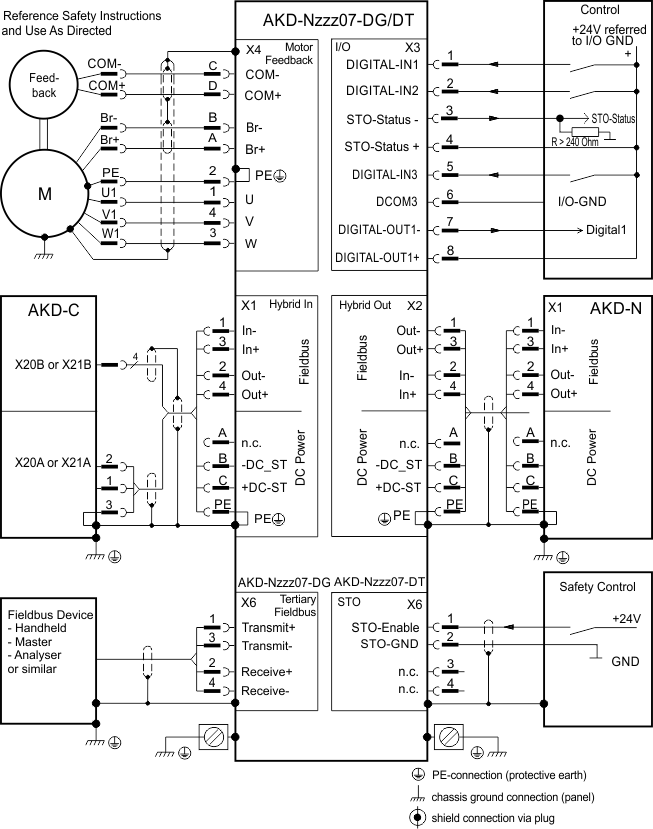 Reference Safety Instructions
and Use As Directed
AKD-Nzzz07-DG/DT
Control
+24V referred
to I/O GND
+
X4
Motor
Feedback
I/O
X3
Feed-
back
COM-
C
COM-
COM+
D
COM+
Br-
B
Br-
Br+
A
Br+
M
PE
2
PE
U1
1
U
V1
4
V
W1
3
W
DIGITAL-IN1
1
DIGITAL-IN2
2
STO-Status -
3
STO-Status
R > 240 Ohm
STO-Status +
4
DIGITAL-IN3
5
DCOM3
6
I/O-GND
DIGITAL-OUT1-
7
Digital1
DIGITAL-OUT1+
8
AKD-C
X20B or X21B
4
X20A or X21A
2
1
3
X1
Hybrid In
1
In-
3
In+
2
Out-
4
Out+
Fieldbus
A
n.c.
B
-DC_ST
C
+DC-ST
PE
PE
DC Power
Hybrid Out
X2
Out-
1
Out+
3
In-
2
In+
4
Fieldbus
n.c.
A
-DC_ST
B
+DC-ST
C
PE
PE
DC Power
X1
AKD-N
1
In-
3
In+
2
Out-
4
Out+
Fieldbus
A
n.c.
B
C
PE
DC Power
AKD-Nzzz07-DG
AKD-Nzzz07-DT
Fieldbus Device
- Handheld
- Master
- Analyser
or similar
X6
Tertiary
Fieldbus
1
Transmit+
3
Transmit-
2
Receive+
4
Receive-
STO
X6
STO-Enable
1
STO-GND
2
n.c.
3
n.c.
4
Safety Control
+24V
GND
PE-connection (protective earth)
chassis ground connection (panel)
shield connection via plug